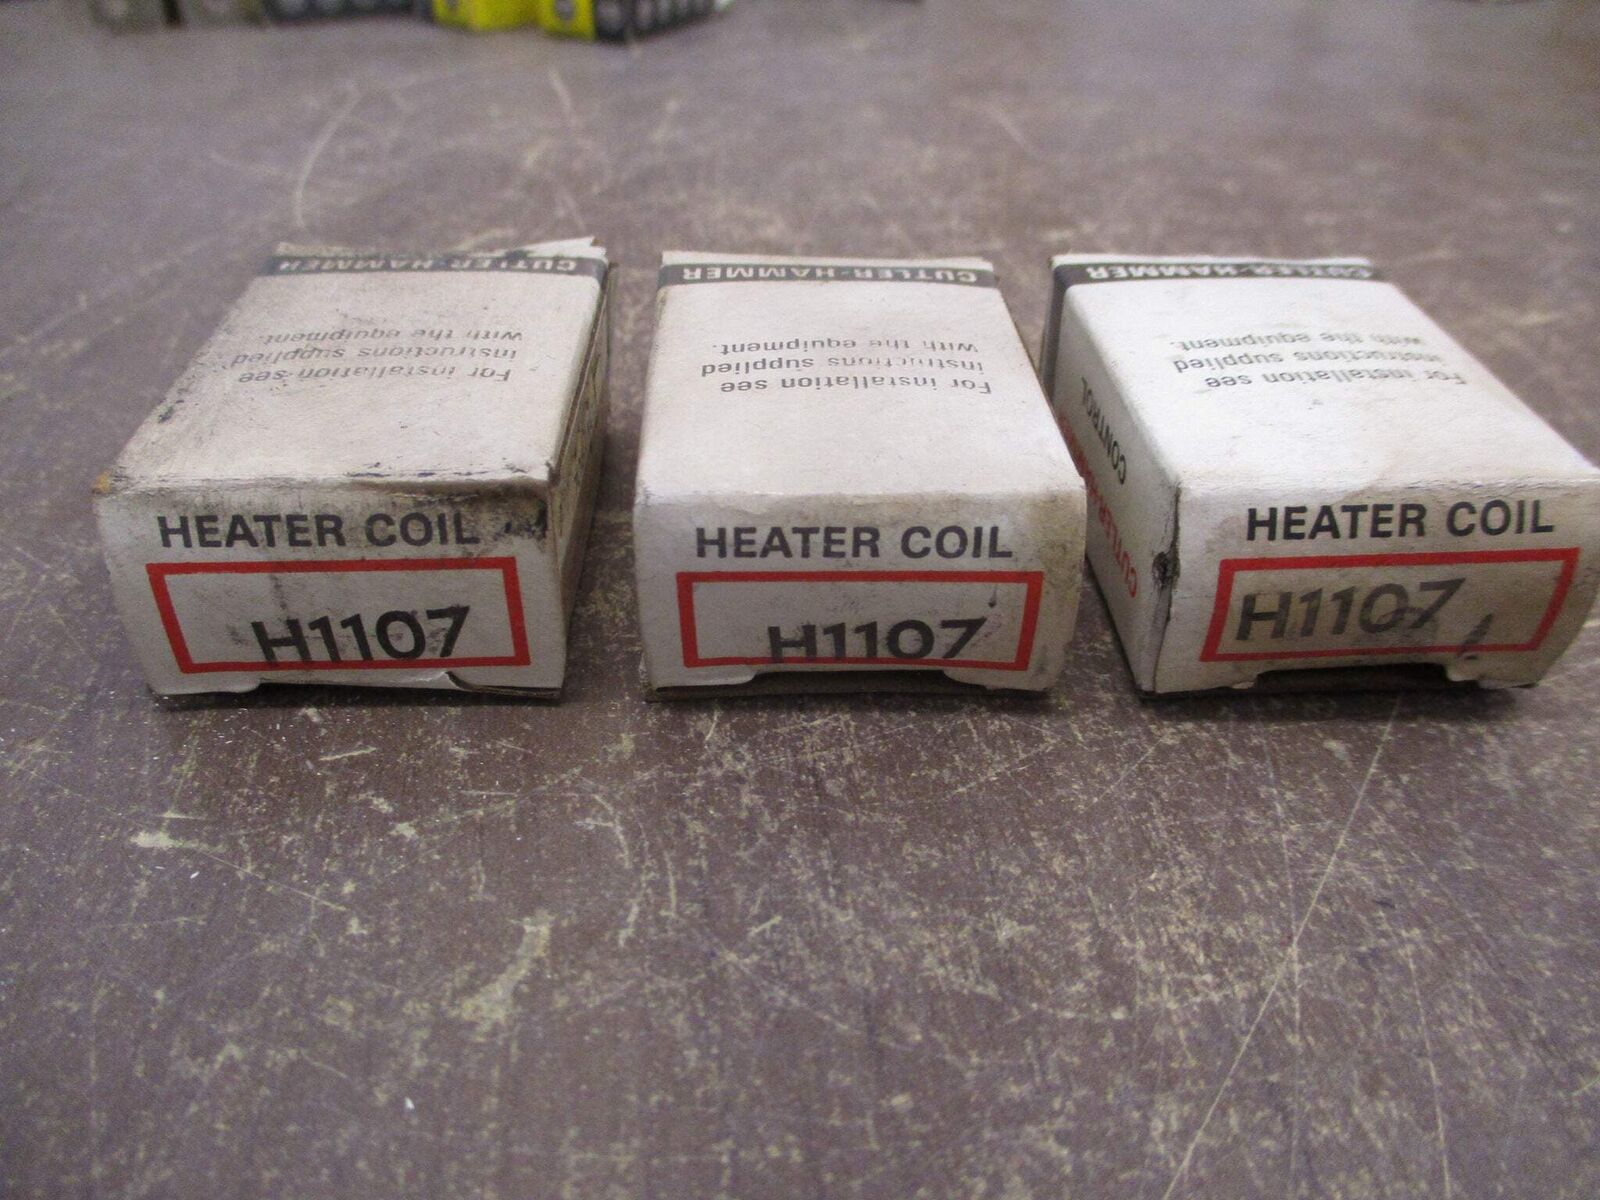 CUTLER-HAMMER
For installation see
instructions supplied
with the equipment.
HEATER COIL
H1107
CUTLER-HAMMER
For installation see
instructions supplied
with the equipment.
HEATER COIL
H1107
CUTLER-HAMMER
For installation see
instructions supplied
with the equipment.
CUTLER-HAMMER
CONTROL
HEATER COIL
H1107